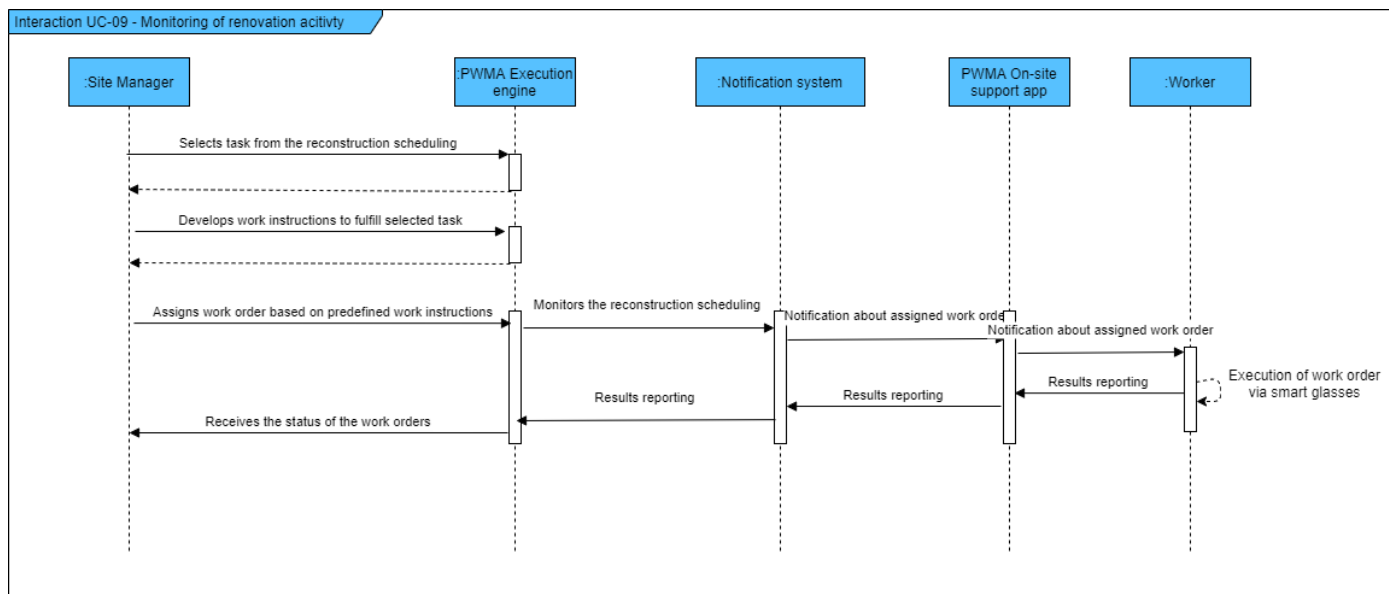 Interaction UC-09 - Monitoring of renovation acitivty
:Site Manager
:PWMA Execution
engine
:Notification system
PWMA On-site
support app
:Worker
Selects task from the reconstruction scheduling
Develops work instructions to fulfill selected task
Assigns work order based on predefined work instructions
Monitors the reconstruction scheduling
Notification about assigned work orde
Notification about assigned work order
Execution of work order
via smart glasses
Results reporting
Results reporting
Results reporting
Receives the status of the work orders